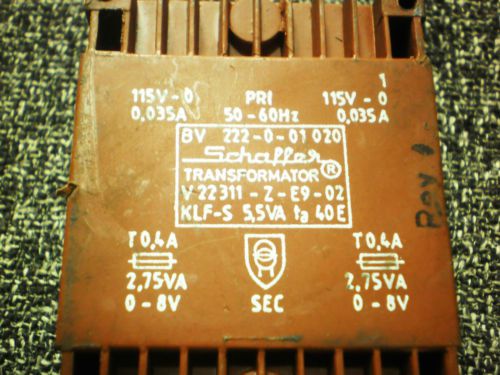 1
115V-0 PRI 115V-0
0,035A 50-60Hz 0,035A
BV 222-0-01 020
Schaffer
TRANSFORMATOR ®
V 22311-Z-E9-02
KLF-S 5,5VA ta 40E
T0,4A T0,4A
2,75VA 2,75VA
0-8V SEC 0-8V